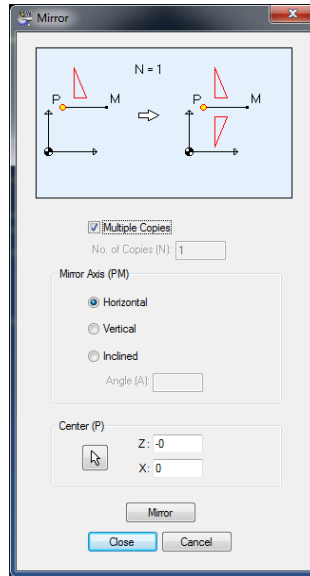 Mirror
N = 1
P M P M
Multiple Copies
No. of Copies (N): 1
Mirror Axis (PM)
Horizontal
Vertical
Inclined
Angle (A):
Center (P)
Z: -0
X: 0
Mirror
Close Cancel